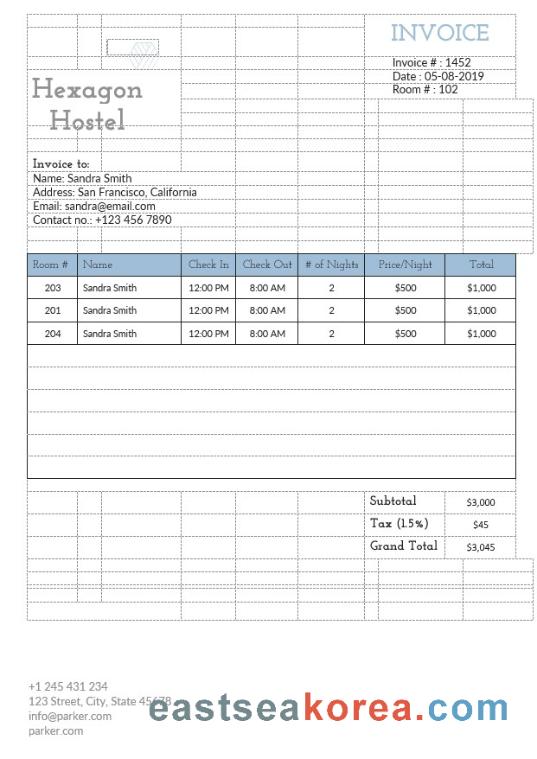 INVOICE
Invoice # : 1452
Date : 05-08-2019
Room # : 102
Hexagon
Hostel
Invoice to:
Name: Sandra Smith
Address: San Francisco, California
Email: sandra@email.com
Contact no.: +123 456 7890
Room # Name Check In Check Out # of Nights Price/Night Total
203 Sandra Smith 12:00 PM 8:00 AM 2 $500 $1,000
201 Sandra Smith 12:00 PM 8:00 AM 2 $500 $1,000
204 Sandra Smith 12:00 PM 8:00 AM 2 $500 $1,000
Subtotal $3,000
Tax (1.5%) $45
Grand Total $3,045
+1 245 431 234
123 Street, City, State 45678
info@parker.com
parker.com
eastseakorea.com